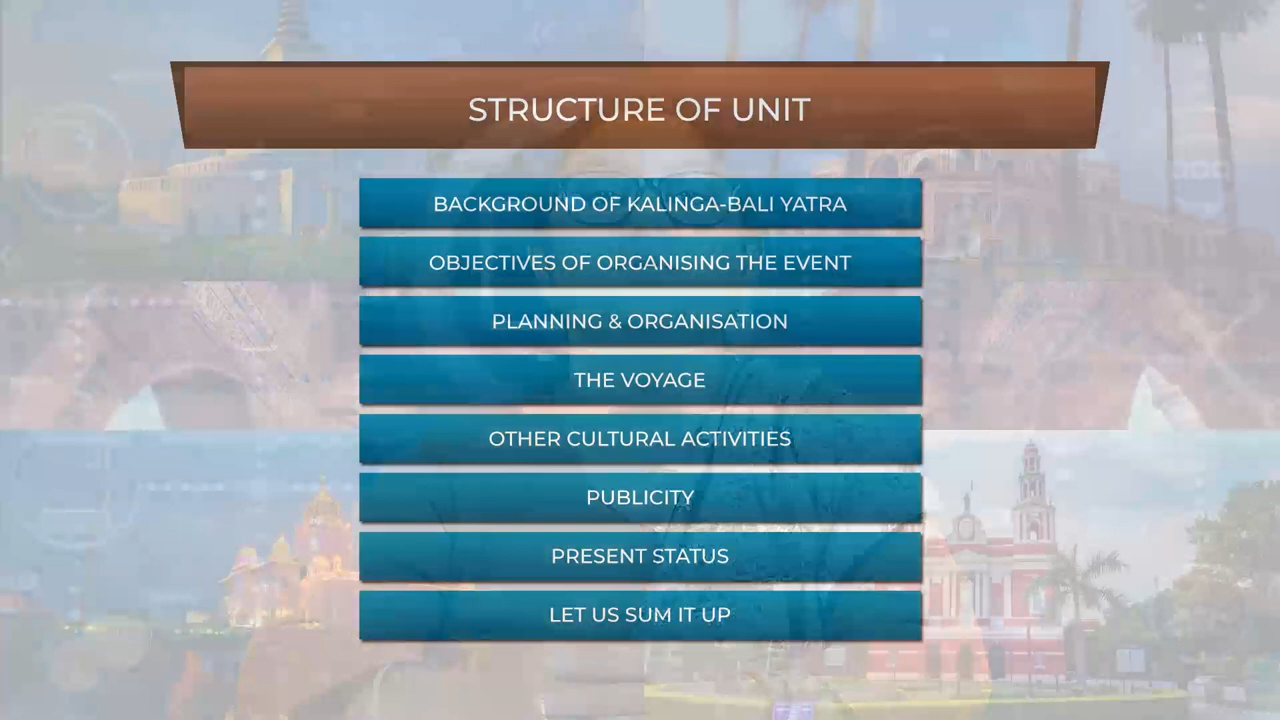 STRUCTURE OF UNIT
BACKGROUND OF KALINGA-BALI YATRA
OBJECTIVES OF ORGANISING THE EVENT
PLANNING & ORGANISATION
THE VOYAGE
OTHER CULTURAL ACTIVITIES
PUBLICITY
PRESENT STATUS
LET US SUM IT UP